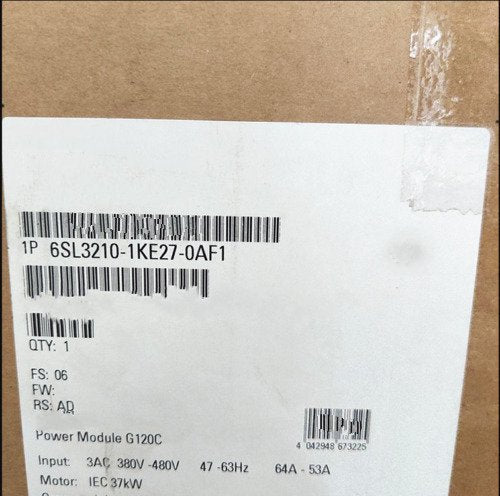 1P 6SL3210-1KE27-0AF1
QTY: 1
FS: 06
FW:
RS: AD
Power Module G120C
4 042948 673225
Input: 3AC 380V -480V 47 -63Hz 64A - 53A
Motor: IEC 37kW